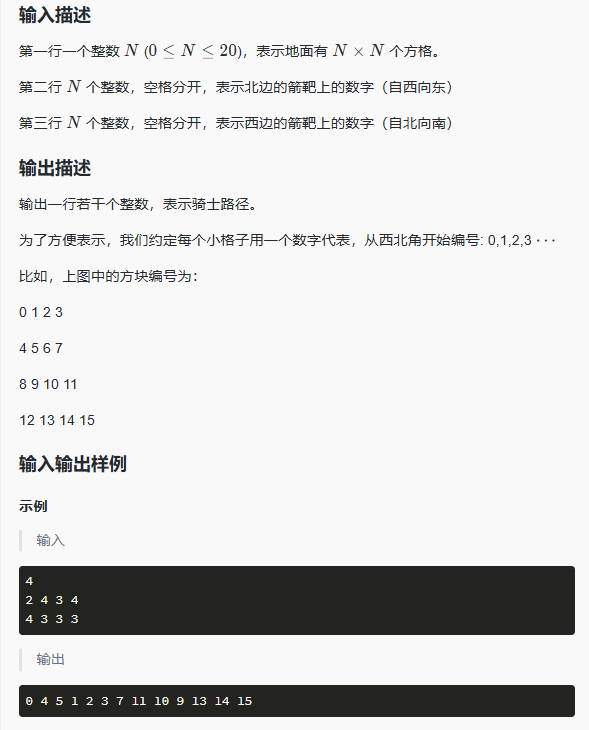 输入描述
第一行一个整数 N (0 ≤ N ≤ 20)，表示地面有 N × N 个方格。
第二行 N 个整数，空格分开，表示北边的箭靶上的数字（自西向东）
第三行 N 个整数，空格分开，表示西边的箭靶上的数字（自北向南）
输出描述
输出一行若干个整数，表示骑士路径。
为了方便表示，我们约定每个小格子用一个数字代表，从西北角开始编号: 0,1,2,3 ⋯
比如，上图中的方块编号为：
0 1 2 3
4 5 6 7
8 9 10 11
12 13 14 15
输入输出样例
示例
输入
4
2 4 3 4
4 3 3 3
输出
0 4 5 1 2 3 7 11 10 9 13 14 15